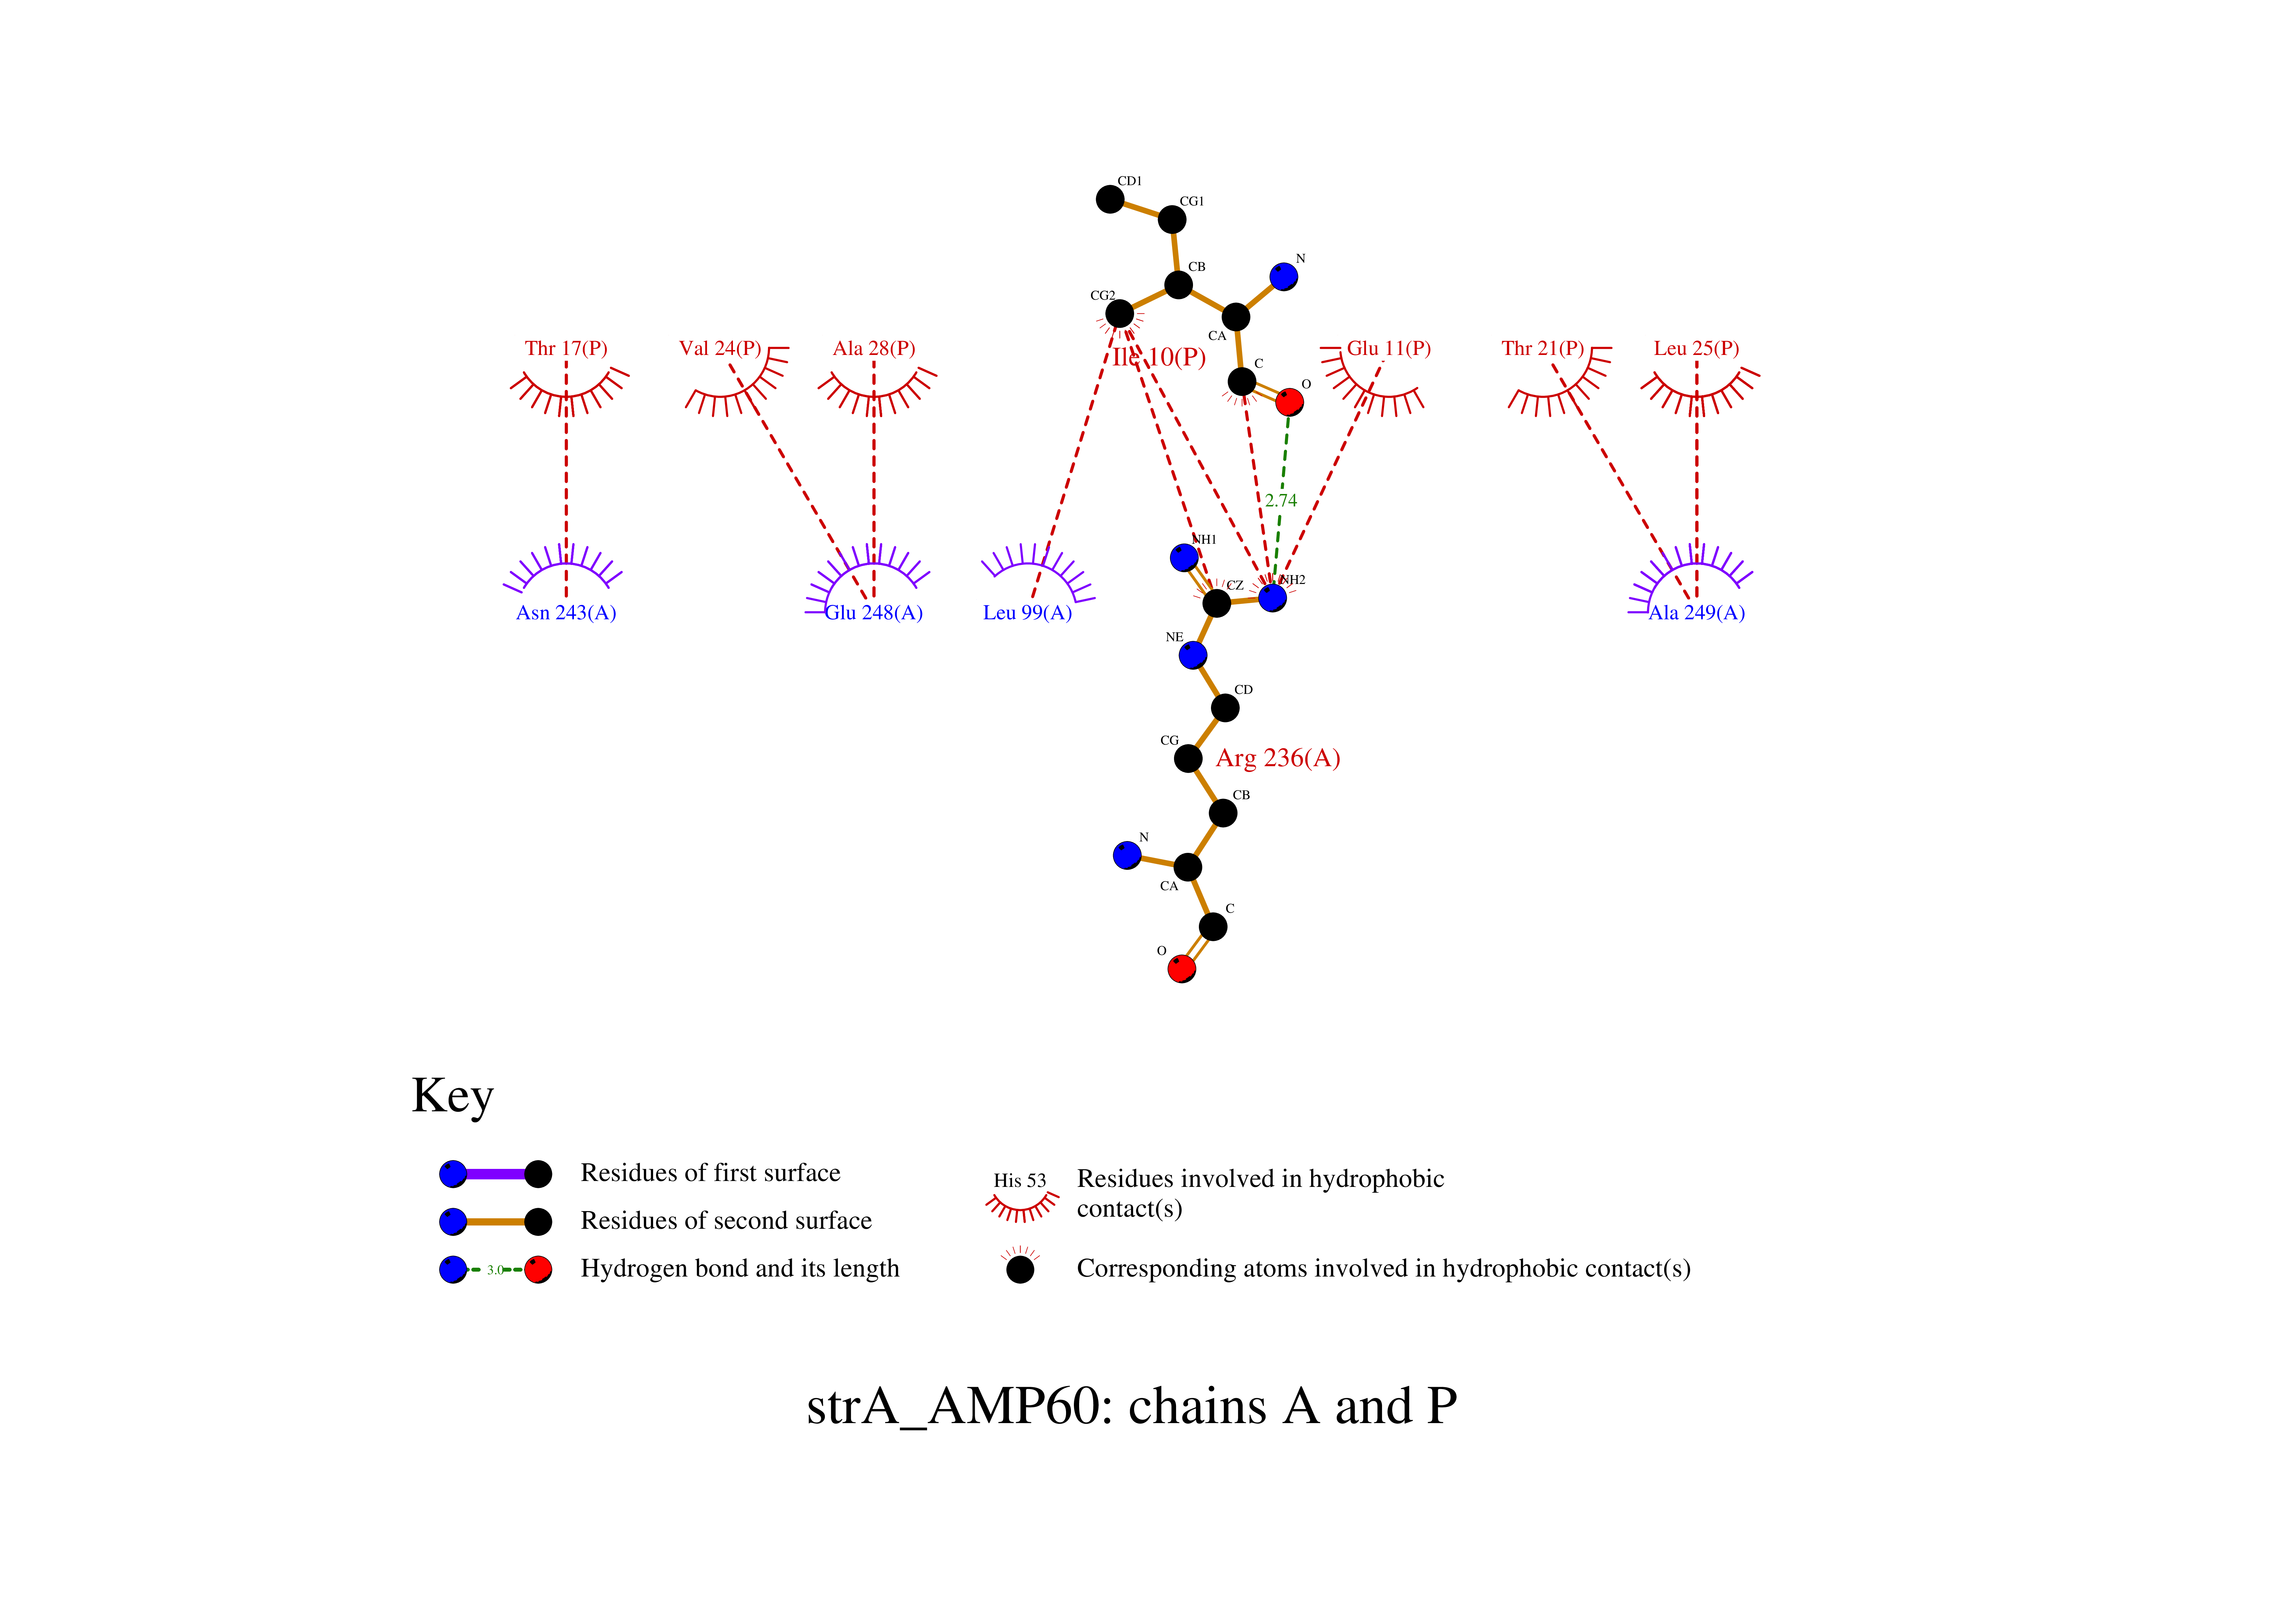 CD1
CG1
N
CB
CG2
CA
Thr 17(P) Val 24(P) Ala 28(P) Ile 10(P) Glu 11(P) Thr 21(P) Leu 25(P)
C
O
2.74
NH1
NH2
CZ
Asn 243(A) Glu 248(A) Leu 99(A) Ala 249(A)
NE
CD
CG
Arg 236(A)
CB
N
CA
C
O
Key
Residues of first surface
Residues of second surface
3.0 Hydrogen bond and its length
His 53 Residues involved in hydrophobic
contact(s)
Corresponding atoms involved in hydrophobic contact(s)
strA_AMP60: chains A and P